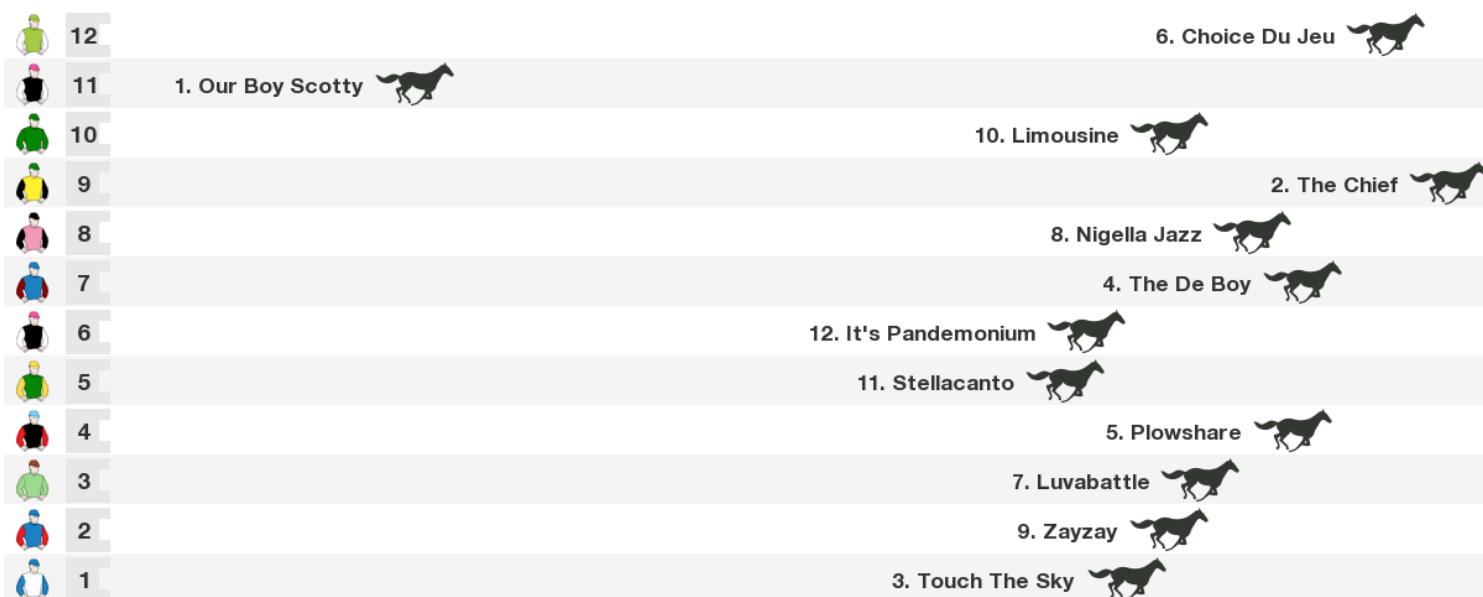 12 6. Choice Du Jeu
11 1. Our Boy Scotty
10 10. Limousine
9 2. The Chief
8 8. Nigella Jazz
7 4. The De Boy
6 12. It's Pandemonium
5 11. Stellacanto
4 5. Plowshare
3 7. Luvabattle
2 9. Zayzay
1 3. Touch The Sky